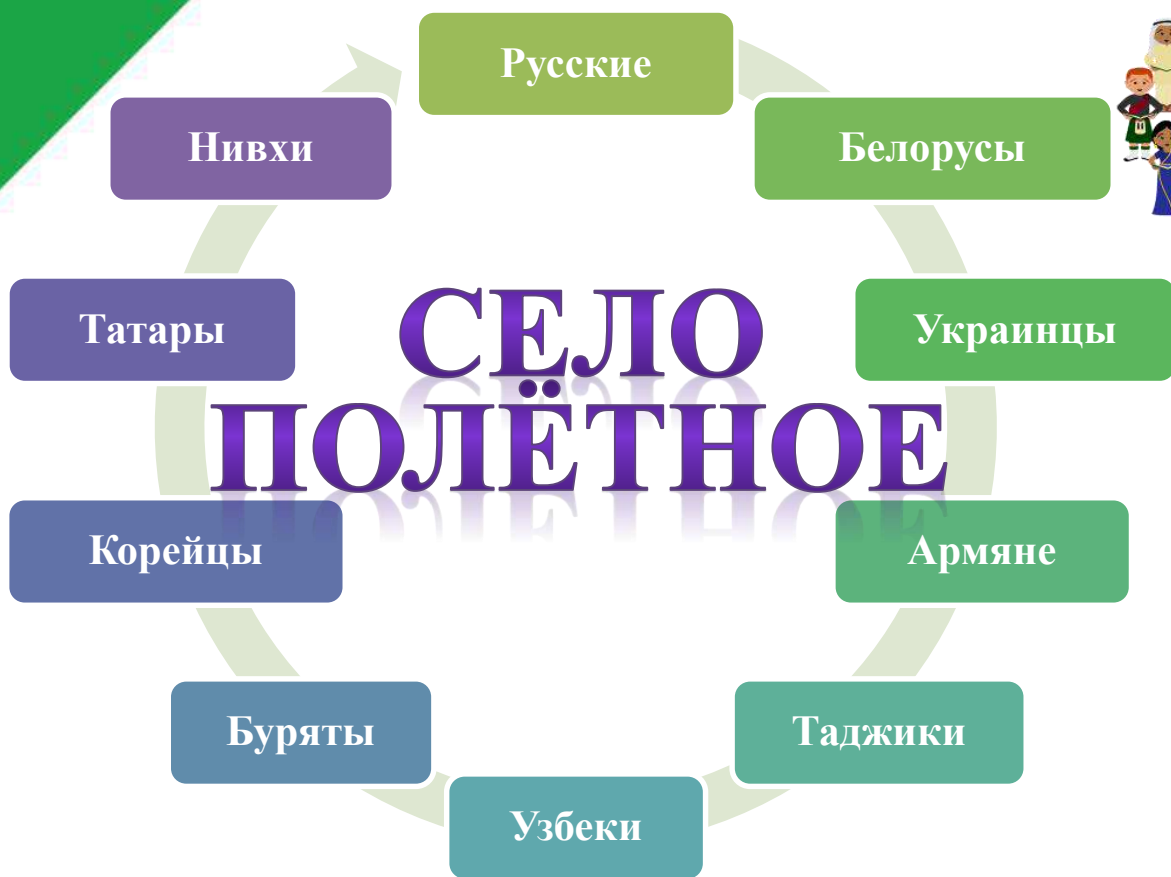 Русские
Белорусы
Украинцы
Армяне
Таджики
Узбеки
Буряты
Корейцы
Татары
Нивхи
СЕЛО
ПОЛЁТНОЕ